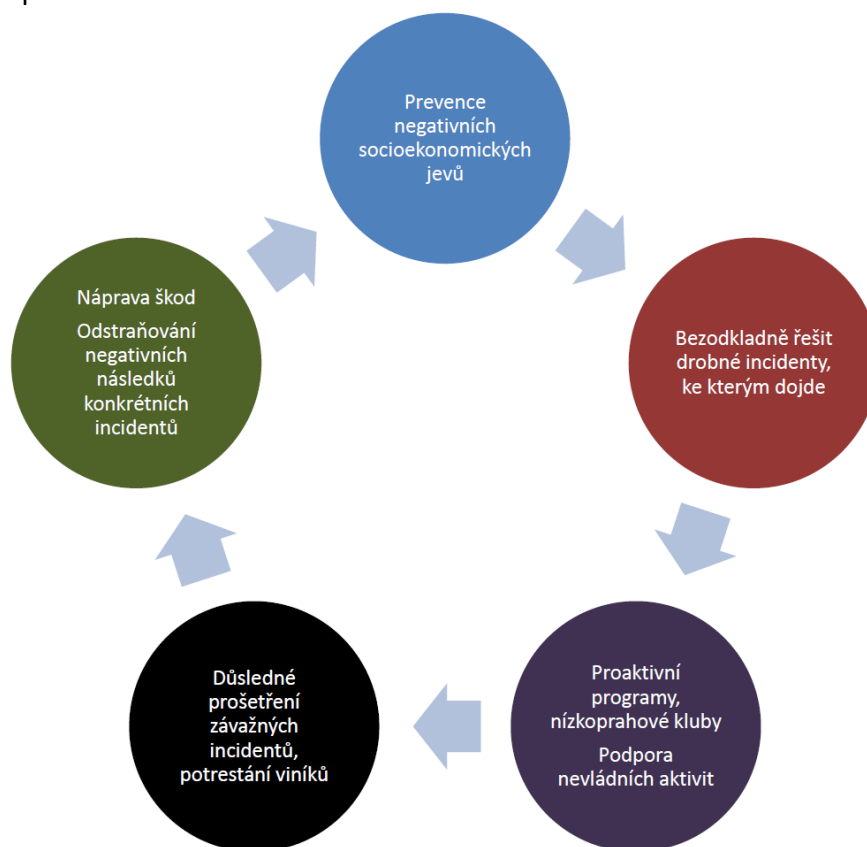 Prevence
negativních
socioekonomických
jevů
Bezodkladně řešit
drobné incidenty,
ke kterým dojde
Proaktivní
programy,
nízkoprahové kluby
Podpora
nevládních aktivit
Důsledné
prošetření
závažných
incidentů,
potrestání viníků
Náprava škod
Odstraňování
negativních
následků
konkrétních
incidentů